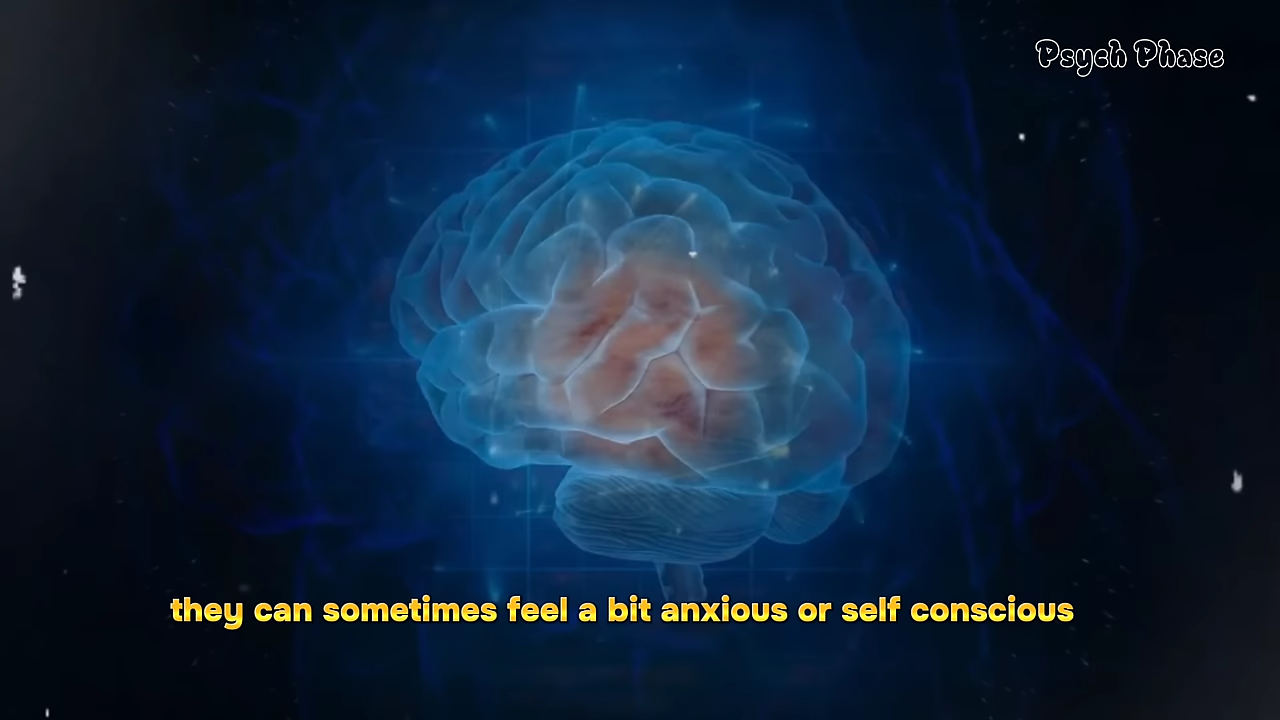 Psych Phase
they can sometimes feel a bit anxious or self conscious